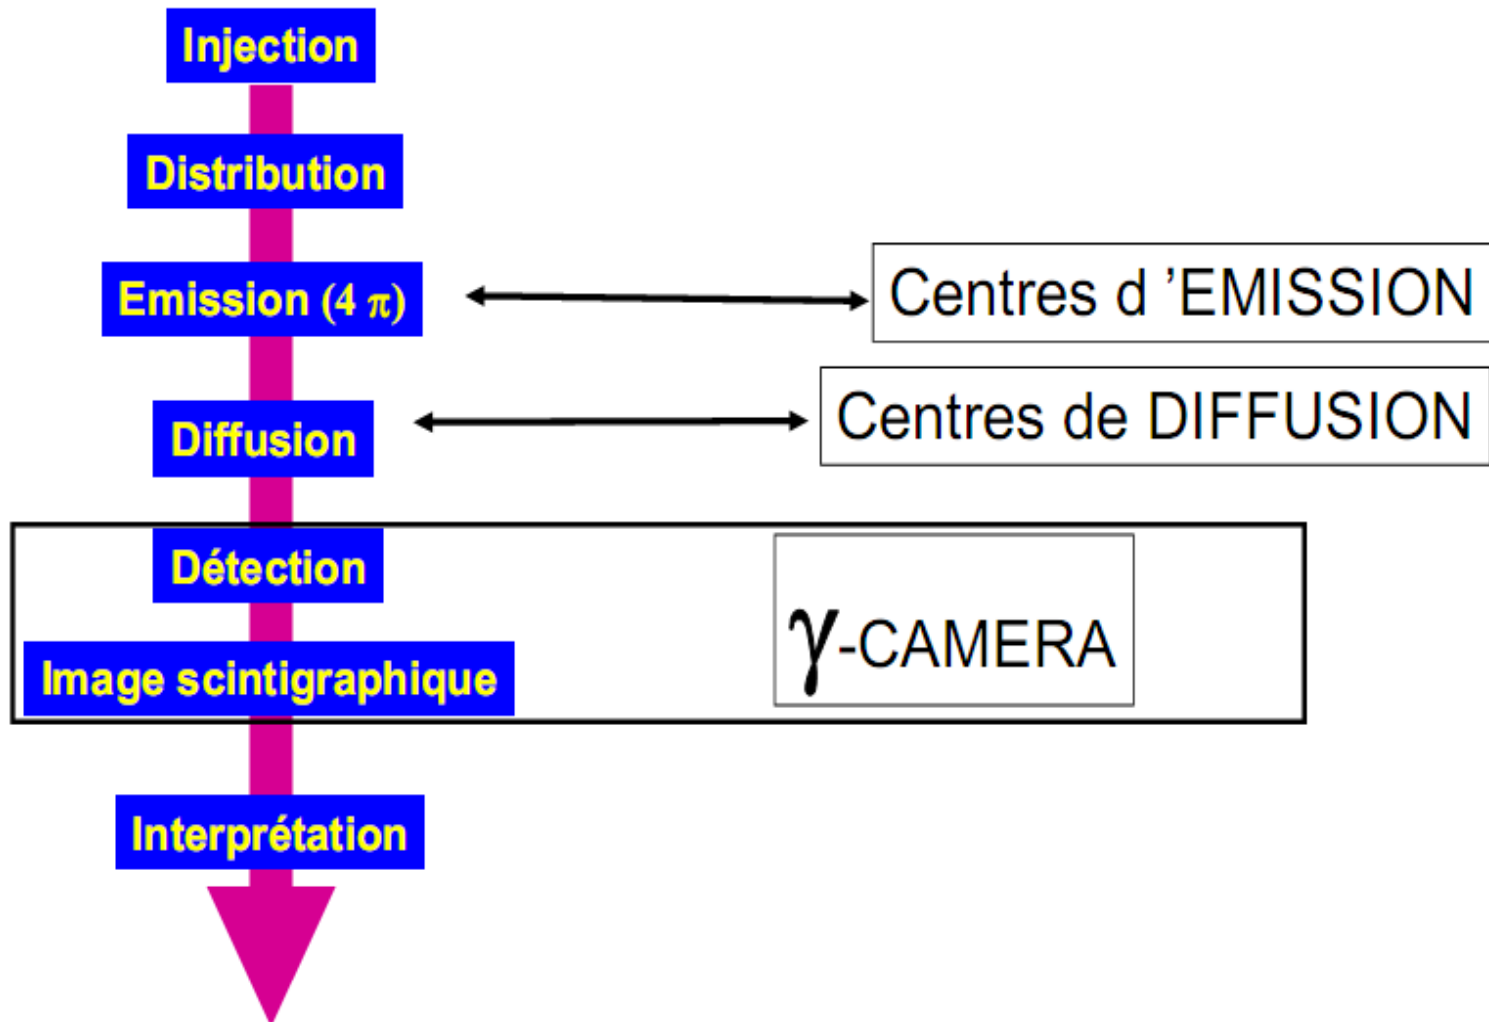 Injection
Distribution
Emission (4 π)
Centres d ’EMISSION
Diffusion
Centres de DIFFUSION
Détection
Image scintigraphique
γ-CAMERA
Interprétation